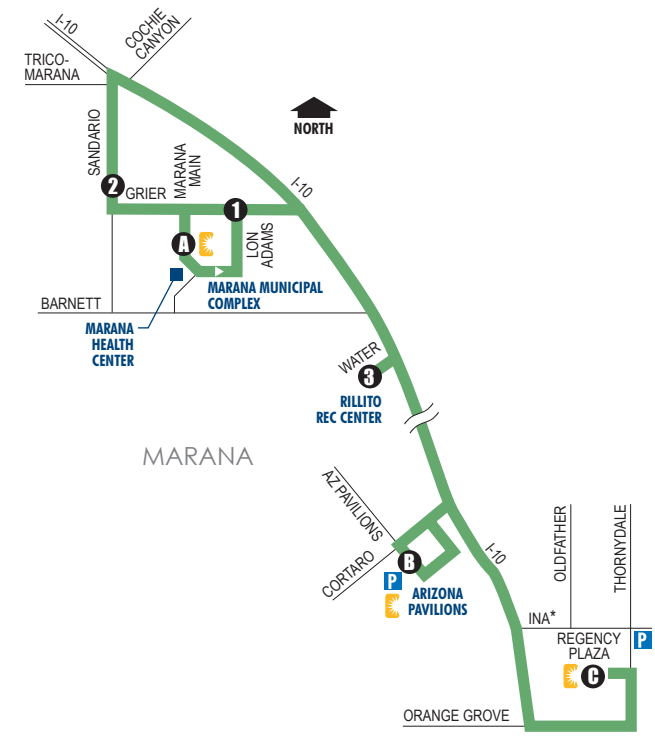 I-10
COCHIE
CANYON
TRICO-
MARANA
SANDARIO
NORTH
MARANA
MAIN
I-10
2
GRIER
1
A
LON
ADAMS
MARANA MUNICIPAL
COMPLEX
BARNETT
MARANA
HEALTH
CENTER
WATER
3
RILLITO
REC CENTER
MARANA
AZ PAVILIONS
CORTARO
I-10
B
P
ARIZONA
PAVILIONS
OLDFATHER
THORNYDALE
INA*
P
REGENCY
PLAZA
C
ORANGE GROVE